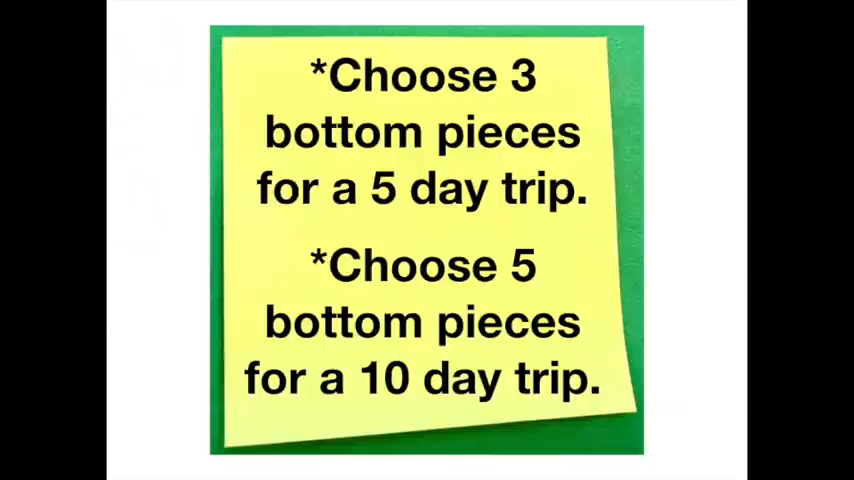 *Choose 3
bottom pieces
for a 5 day trip.
*Choose 5
bottom pieces
for a 10 day trip.